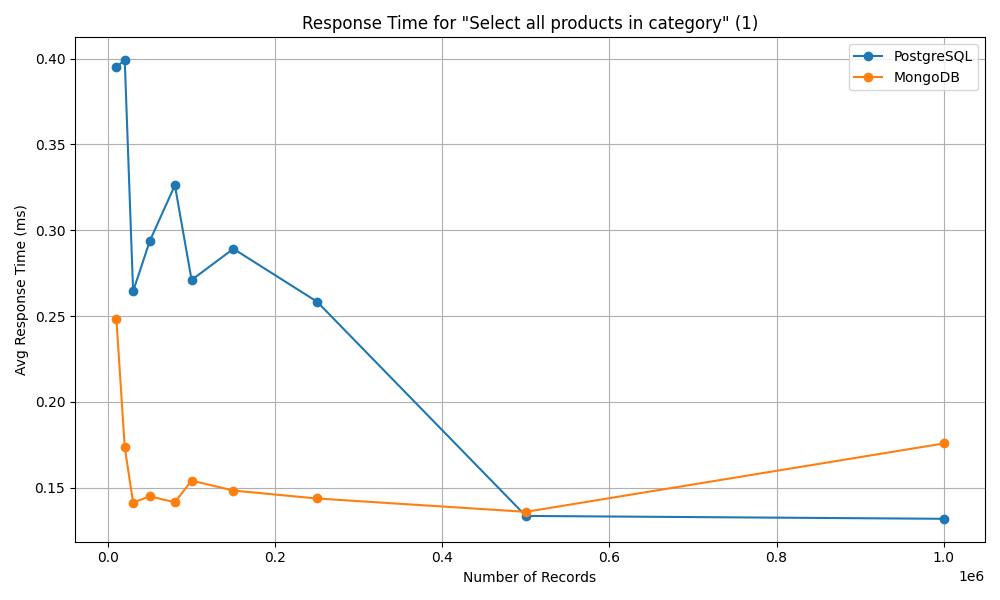 Response Time for "Select all products in category" (1)
PostgreSQL
MongoDB
Avg Response Time (ms)
0.40
0.35
0.30
0.25
0.20
0.15
0.0
0.2
0.4
0.6
0.8
1.0
1e6
Number of Records